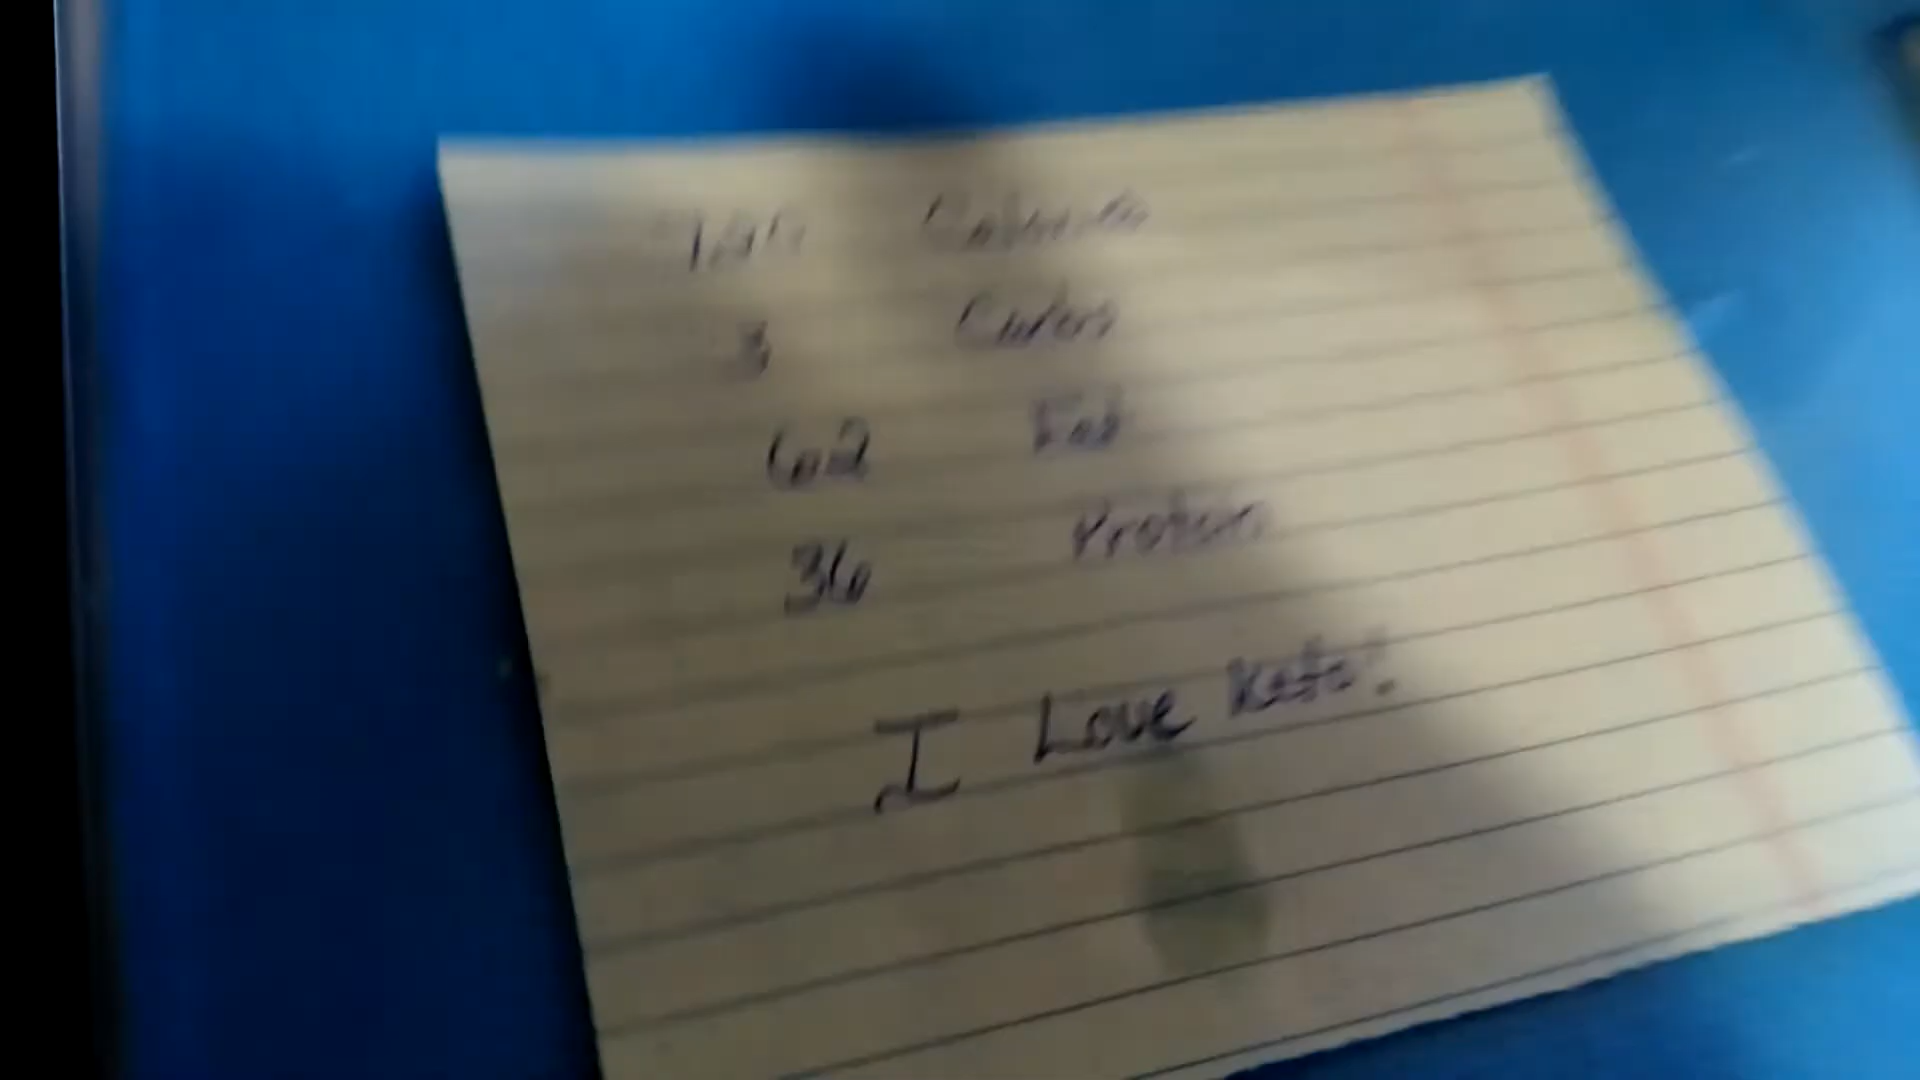 Calories
3 Carbs
62 Fat
36 Protein
I Love Keto!